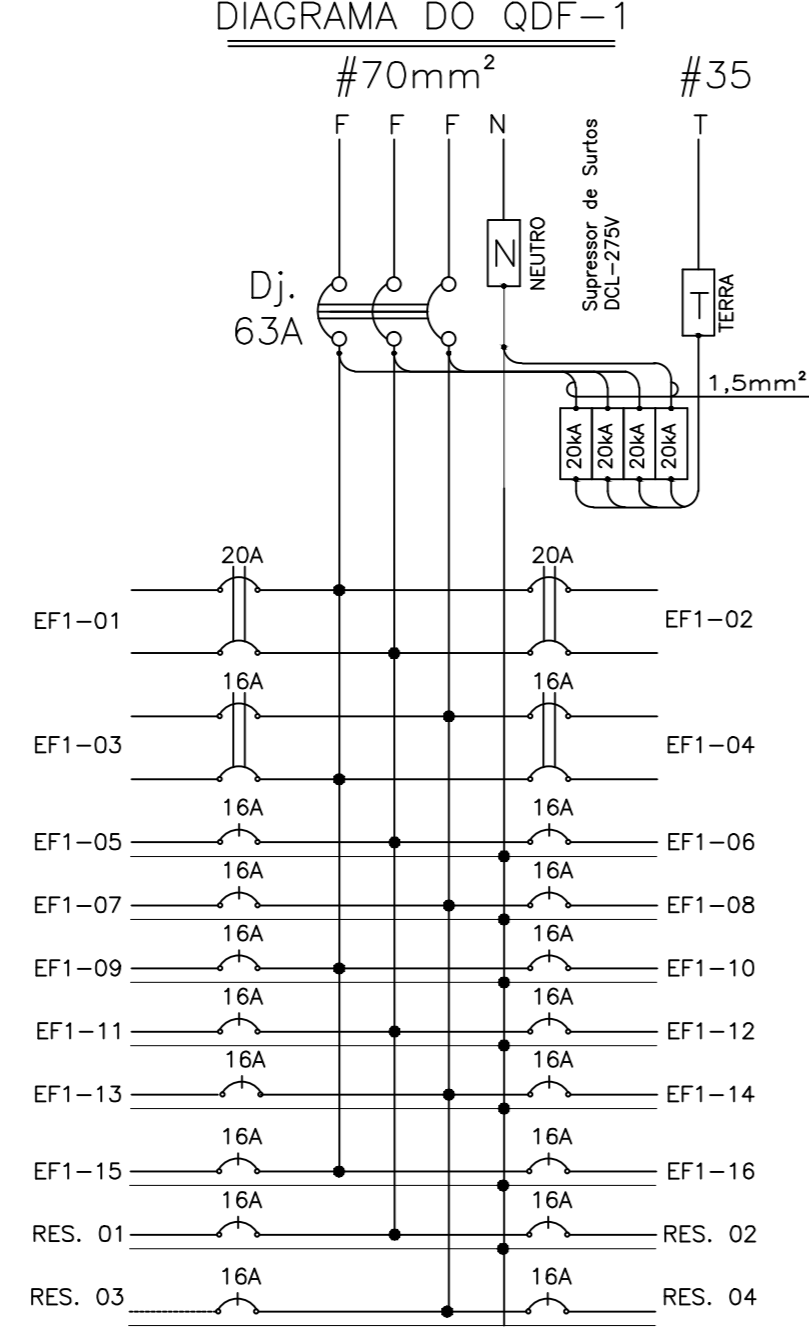 DIAGRAMA DO QDF-1
#70mm² #35
F F F N T
Supressor de Surtos
DCL-275V
N NEUTRO
T TERRA
Dj.
63A
1,5mm²
20kA 20kA 20kA 20kA
20A 20A
EF1-01 EF1-02
16A 16A
EF1-03 EF1-04
16A 16A
EF1-05 EF1-06
16A 16A
EF1-07 EF1-08
16A 16A
EF1-09 EF1-10
16A 16A
EF1-11 EF1-12
16A 16A
EF1-13 EF1-14
16A 16A
EF1-15 EF1-16
16A 16A
RES. 01 RES. 02
16A 16A
RES. 03 RES. 04